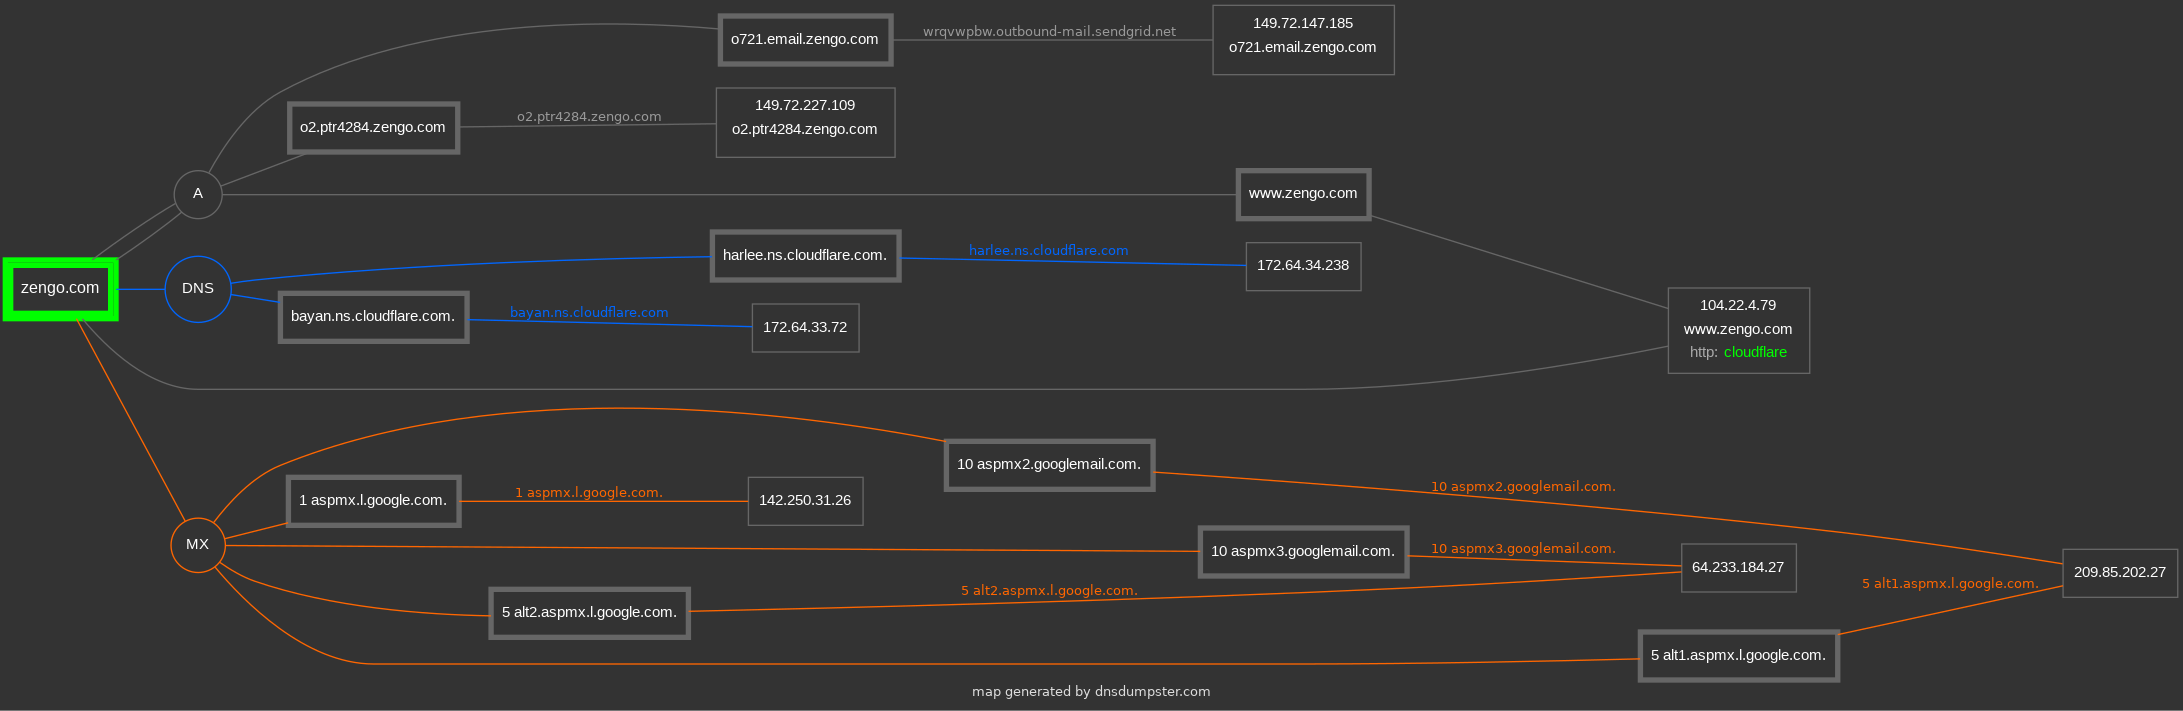 o721.email.zengo.com
wrqvwpbw.outbound-mail.sendgrid.net
149.72.147.185
o721.email.zengo.com
o2.ptr4284.zengo.com
o2.ptr4284.zengo.com
149.72.227.109
o2.ptr4284.zengo.com
A
www.zengo.com
zengo.com
DNS
harlee.ns.cloudflare.com.
harlee.ns.cloudflare.com
172.64.34.238
bayan.ns.cloudflare.com.
bayan.ns.cloudflare.com
172.64.33.72
104.22.4.79
www.zengo.com
http: cloudflare
10 aspmx2.googlemail.com.
10 aspmx2.googlemail.com.
1 aspmx.l.google.com.
1 aspmx.l.google.com.
142.250.31.26
MX
10 aspmx3.googlemail.com.
10 aspmx3.googlemail.com.
64.233.184.27
209.85.202.27
5 alt2.aspmx.l.google.com.
5 alt2.aspmx.l.google.com.
5 alt1.aspmx.l.google.com.
5 alt1.aspmx.l.google.com.
map generated by dnsdumpster.com